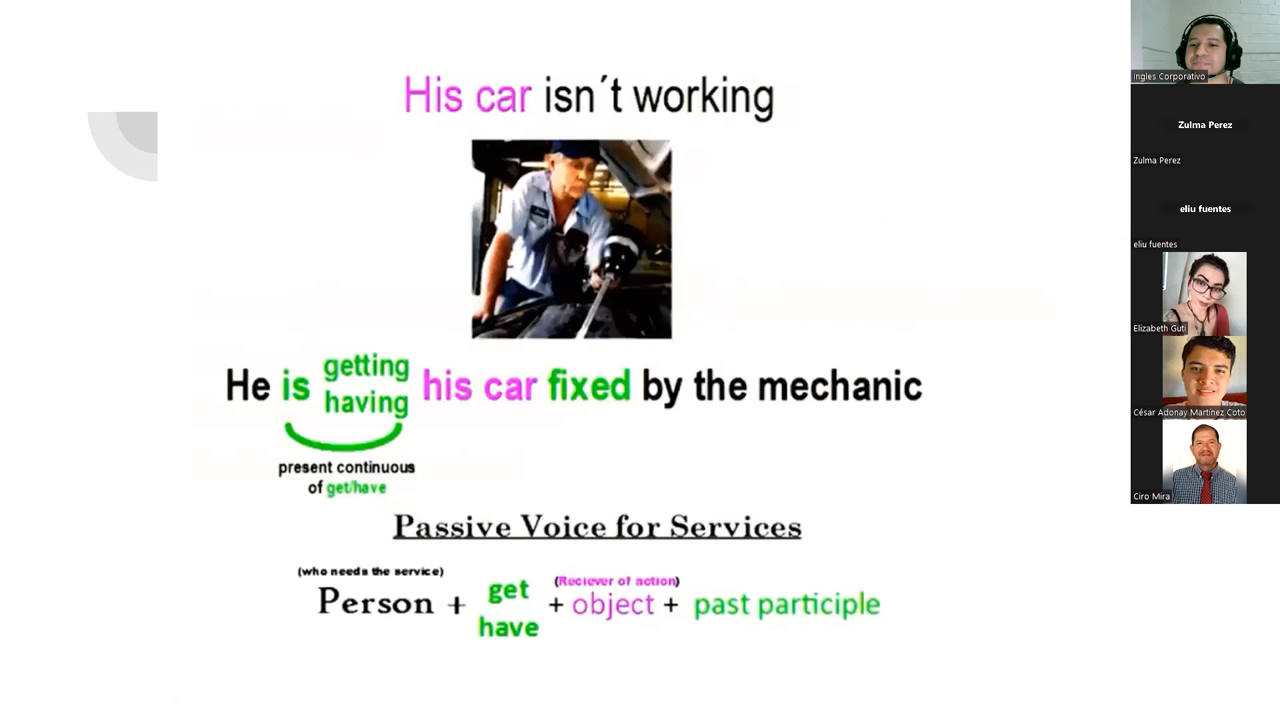 His car isn´t working
He is getting having his car fixed by the mechanic
present continuous
of get/have
Passive Voice for Services
(who needs the service)
(Reciever of action)
Person + get have + object + past participle
Ingles Corporativo
Zulma Perez
Zulma Perez
eliu fuentes
eliu fuentes
Elizabeth Guti
César Adonay Martínez Coto
Ciro Mira